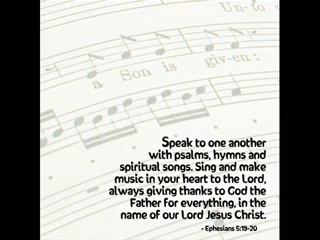 Un-to u
a Son is giv-en:
Speak to one another
with psalms, hymns and
spiritual songs. Sing and make
music in your heart to the Lord,
always giving thanks to God the
Father for everything, in the
name of our Lord Jesus Christ.
- Ephesians 5:19-20